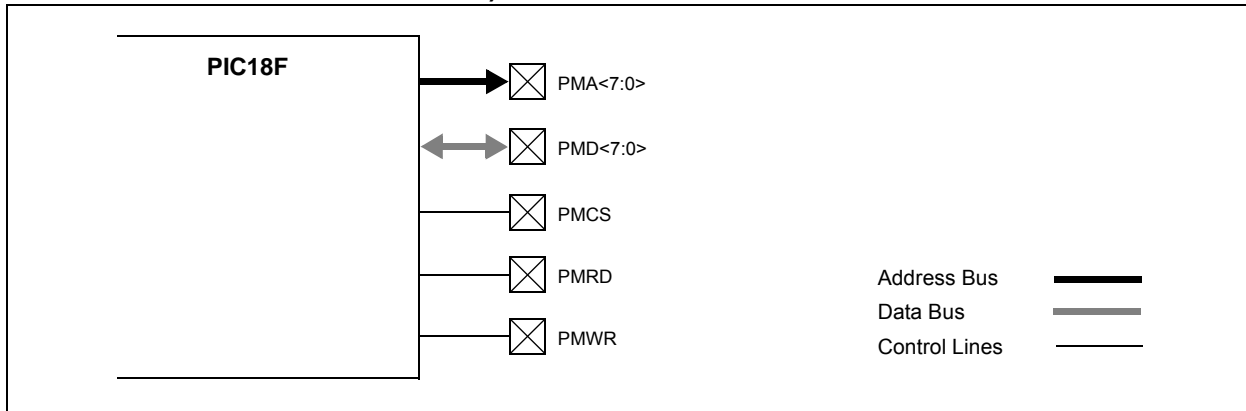 PIC18F
PMA<7:0>
PMD<7:0>
PMCS
PMRD
PMWR
Address Bus
Data Bus
Control Lines